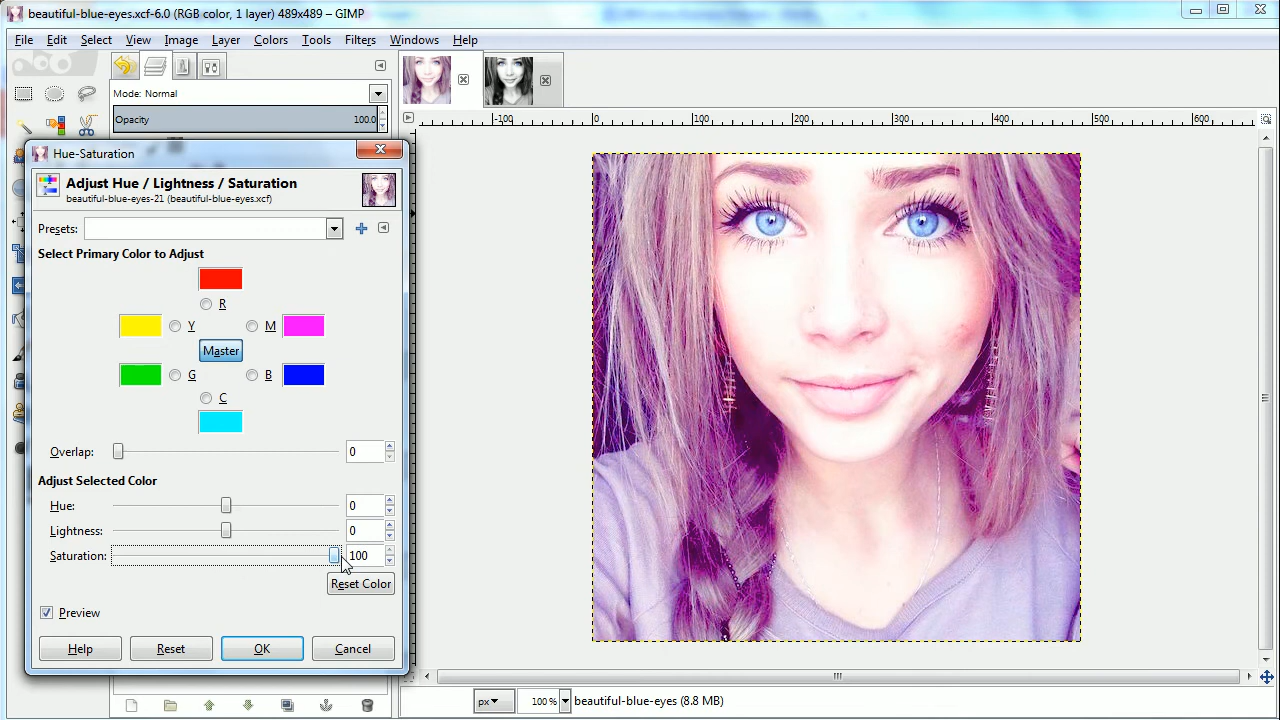 beautiful-blue-eyes.xcf-6.0 (RGB color, 1 layer) 489x489 – GIMP
File Edit Select View Image Layer Colors Tools Filters Windows Help
Mode: Normal
Opacity 100.0
-100 0 100 200 300 400 500 600
Hue-Saturation
Adjust Hue / Lightness / Saturation
beautiful-blue-eyes-21 (beautiful-blue-eyes.xcf)
Presets:
Select Primary Color to Adjust
R
Y M
Master
G B
C
Overlap: 0
Adjust Selected Color
Hue: 0
Lightness: 0
Saturation: 100
Reset Color
Preview
Help Reset OK Cancel
px 100 % beautiful-blue-eyes (8.8 MB)